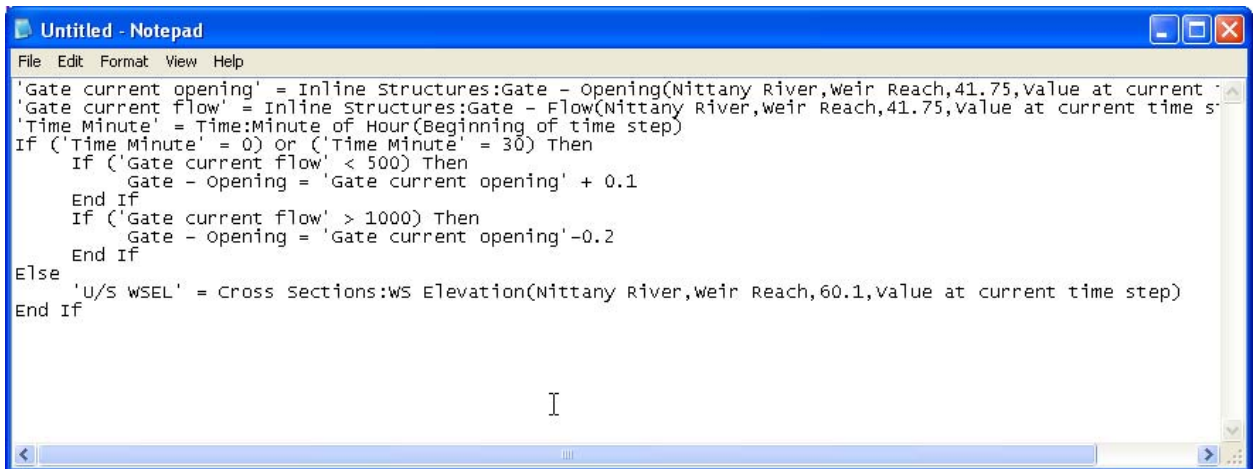 Untitled - Notepad
File Edit Format View Help
'Gate current opening' = Inline Structures:Gate - Opening(Nittany River,Weir Reach,41.75,Value at current
'Gate current flow' = Inline Structures:Gate - Flow(Nittany River,Weir Reach,41.75,Value at current time s
'Time Minute' = Time:Minute of Hour(Beginning of time step)
If ('Time Minute' = 0) Or ('Time Minute' = 30) Then
If ('Gate current flow' < 500) Then
Gate - Opening = 'Gate current opening' + 0.1
End If
If ('Gate current flow' > 1000) Then
Gate - Opening = 'Gate current opening'-0.2
End If
Else
'U/S WSEL' = Cross Sections:WS Elevation(Nittany River,Weir Reach,60.1,Value at current time step)
End If